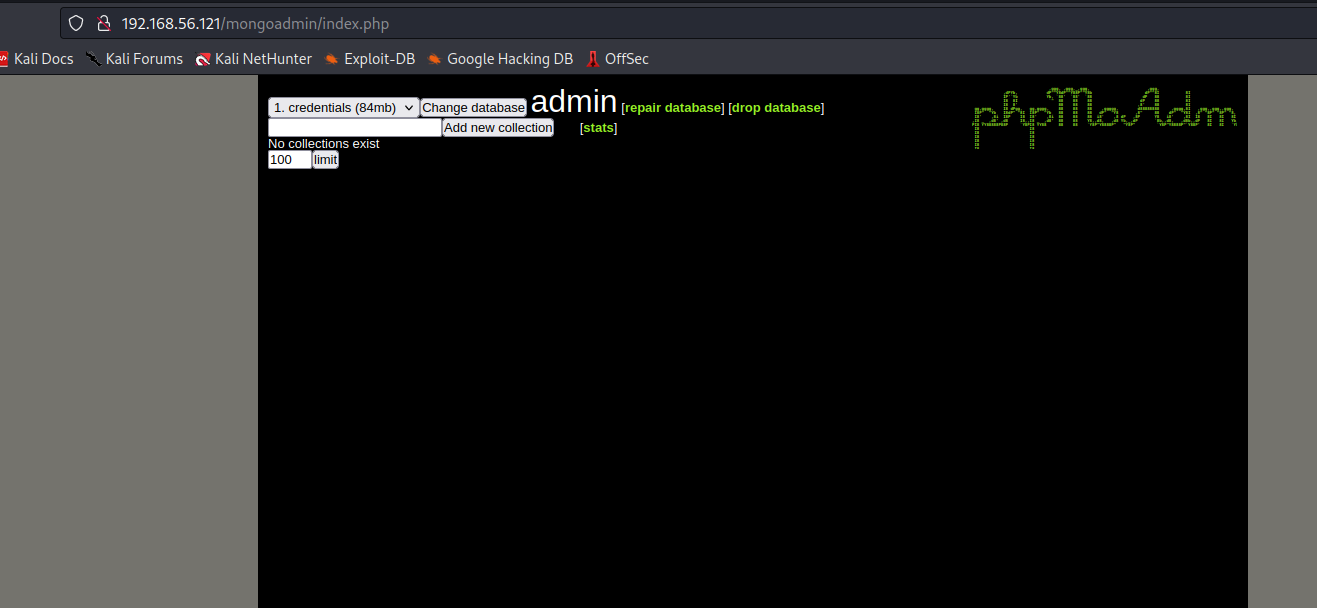 192.168.56.121/mongoadmin/index.php
Kali Docs Kali Forums Kali NetHunter Exploit-DB Google Hacking DB OffSec
1. credentials (84mb) Change database admin [repair database] [drop database]
phpMoAdm
Add new collection [stats]
No collections exist
100 limit